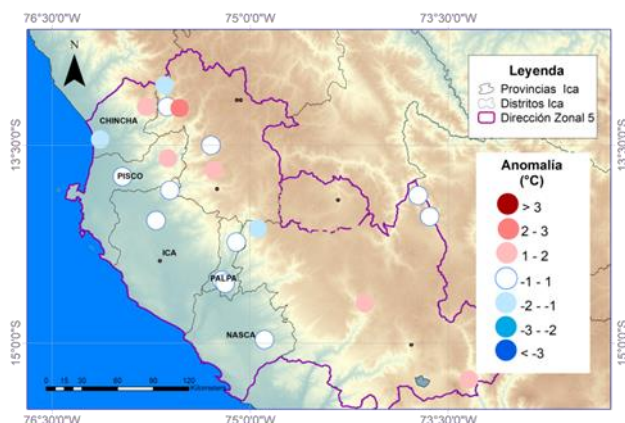 76°30'0"W 75°0'0"W 73°30'0"W
N
Leyenda
Provincias Ica
Distritos Ica
Dirección Zonal 5
CHINCHA
13°30'0"S
13°30'0"S
Anomalía
(°C)
> 3
2 - 3
1 - 2
-1 - 1
-2 - -1
-3 - -2
< -3
PISCO
ICA
PALPA
NASCA
15°0'0"S
15°0'0"S
0 15 30 60 90 120
76°30'0"W 75°0'0"W 73°30'0"W